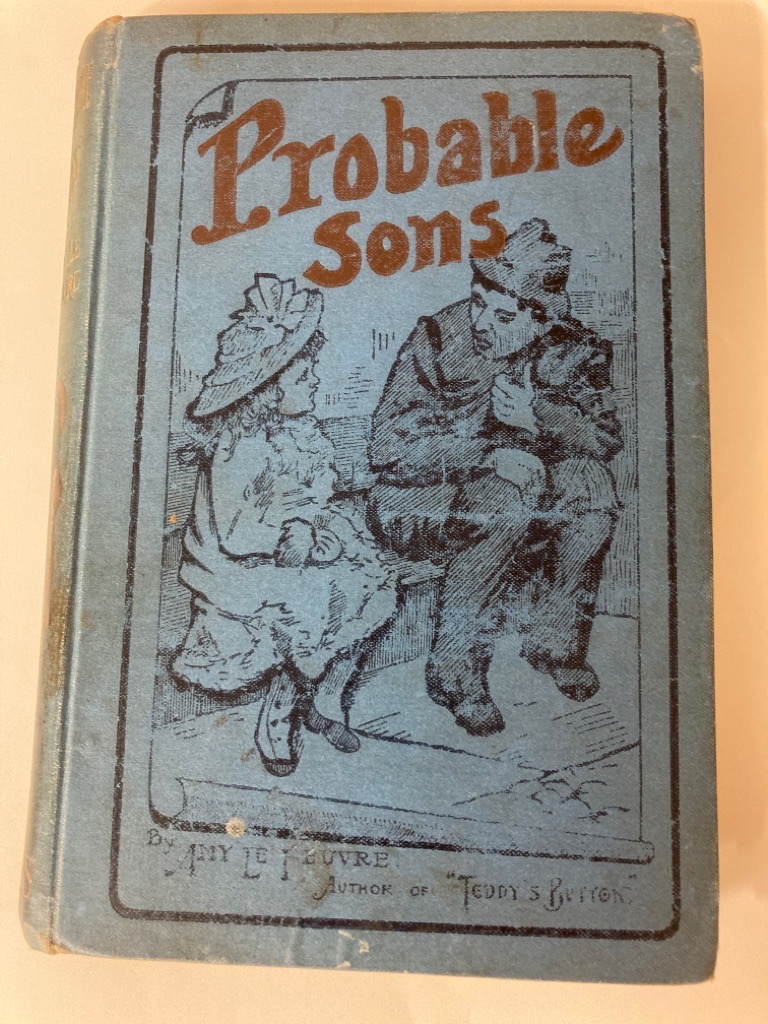 Probable
Sons
By AMY LE FEUVRE.
AUTHOR OF "TEDDY'S BUTTON."